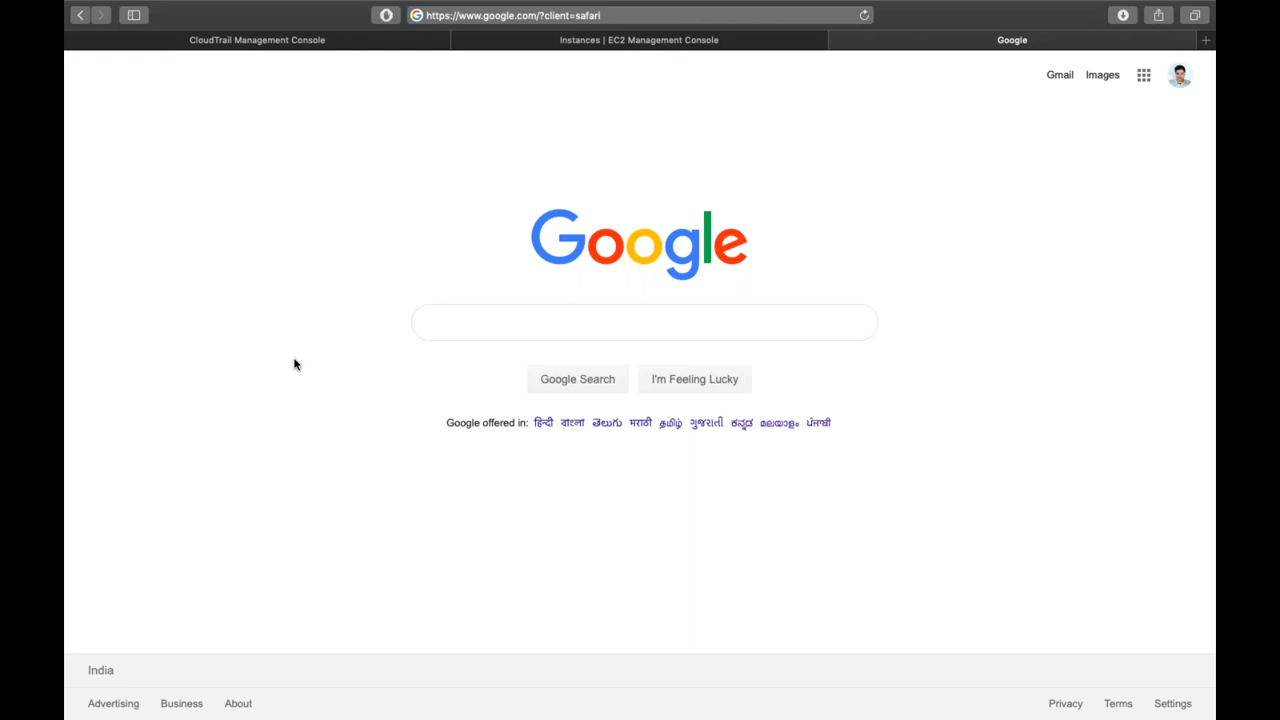 https://www.google.com/?client=safari
CloudTrail Management Console
Instances | EC2 Management Console
Google
Gmail Images
Google
Google Search I'm Feeling Lucky
Google offered in: हिन्दी বাংলা తెలుగు मराठी தமிழ் ગુજરાતી ಕನ್ನಡ മലയാളം ਪੰਜਾਬੀ
India
Advertising Business About
Privacy Terms Settings